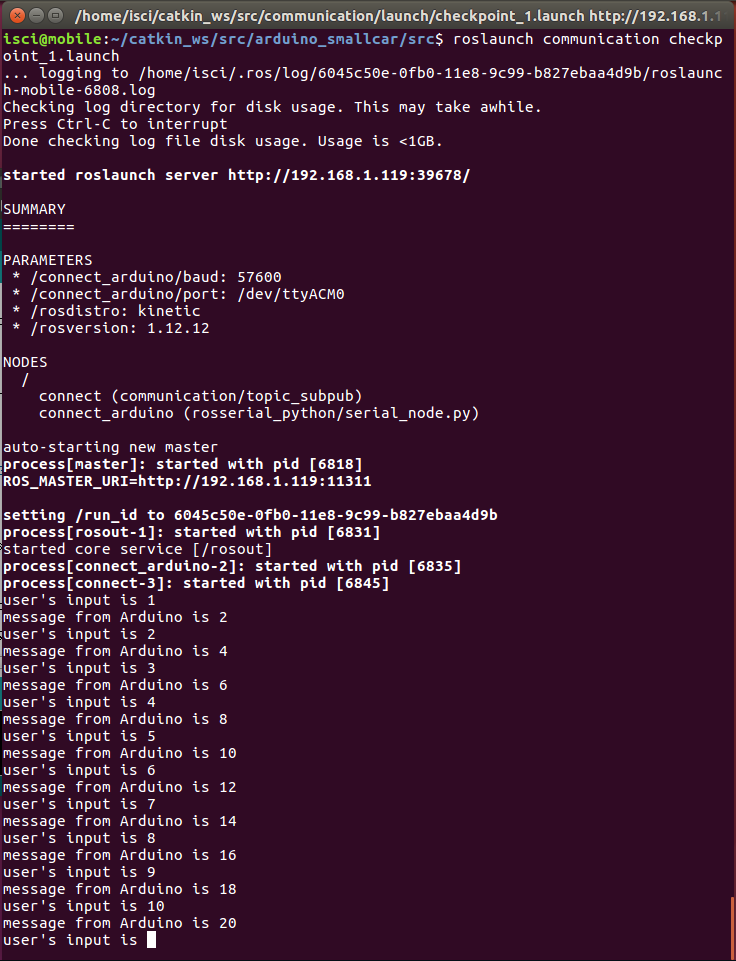 /home/isci/catkin_ws/src/communication/launch/checkpoint_1.launch http://192.168.1.1
isci@mobile:~/catkin_ws/src/arduino_smallcar/src$ roslaunch communication checkp
oint_1.launch
... logging to /home/isci/.ros/log/6045c50e-0fb0-11e8-9c99-b827ebaa4d9b/roslaunc
h-mobile-6808.log
Checking log directory for disk usage. This may take awhile.
Press Ctrl-C to interrupt
Done checking log file disk usage. Usage is <1GB.

started roslaunch server http://192.168.1.119:39678/

SUMMARY
========

PARAMETERS
 * /connect_arduino/baud: 57600
 * /connect_arduino/port: /dev/ttyACM0
 * /rosdistro: kinetic
 * /rosversion: 1.12.12

NODES
  /
    connect (communication/topic_subpub)
    connect_arduino (rosserial_python/serial_node.py)

auto-starting new master
process[master]: started with pid [6818]
ROS_MASTER_URI=http://192.168.1.119:11311

setting /run_id to 6045c50e-0fb0-11e8-9c99-b827ebaa4d9b
process[rosout-1]: started with pid [6831]
started core service [/rosout]
process[connect_arduino-2]: started with pid [6835]
process[connect-3]: started with pid [6845]
user's input is 1
message from Arduino is 2
user's input is 2
message from Arduino is 4
user's input is 3
message from Arduino is 6
user's input is 4
message from Arduino is 8
user's input is 5
message from Arduino is 10
user's input is 6
message from Arduino is 12
user's input is 7
message from Arduino is 14
user's input is 8
message from Arduino is 16
user's input is 9
message from Arduino is 18
user's input is 10
message from Arduino is 20
user's input is